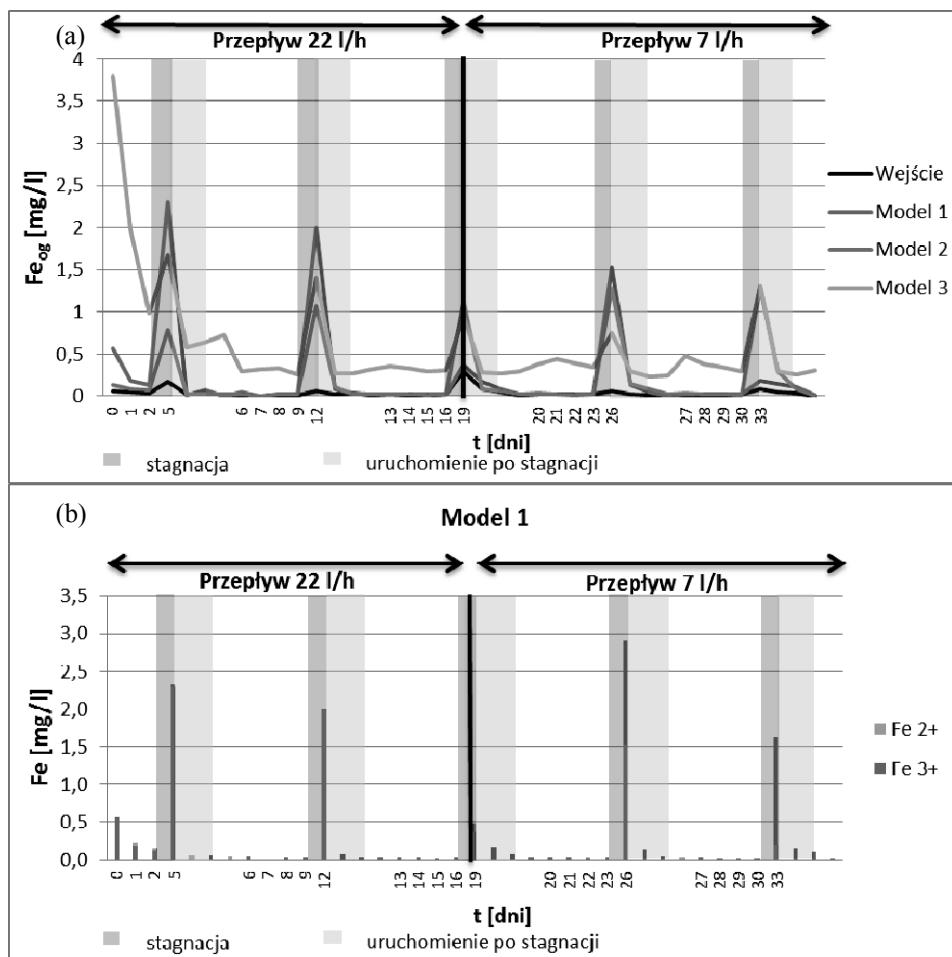 (a)
Przepływ 22 l/h Przepływ 7 l/h
4
3,5
3
2,5
2
1,5
1
0,5
0
Fe_og [mg/l]
Wejście
Model 1
Model 2
Model 3
0 1 2 5 6 7 8 9 12 13 14 15 16 19 20 21 22 23 26 27 28 29 30 33
t [dni]
stagnacja uruchomienie po stagnacji
(b)
Model 1
Przepływ 22 l/h Przepływ 7 l/h
3,5
3,0
2,5
2,0
1,5
1,0
0,5
0,0
Fe [mg/l]
Fe 2+
Fe 3+
0 1 2 5 6 7 8 9 12 13 14 15 16 19 20 21 22 23 26 27 28 29 30 33
t [dni]
stagnacja uruchomienie po stagnacji